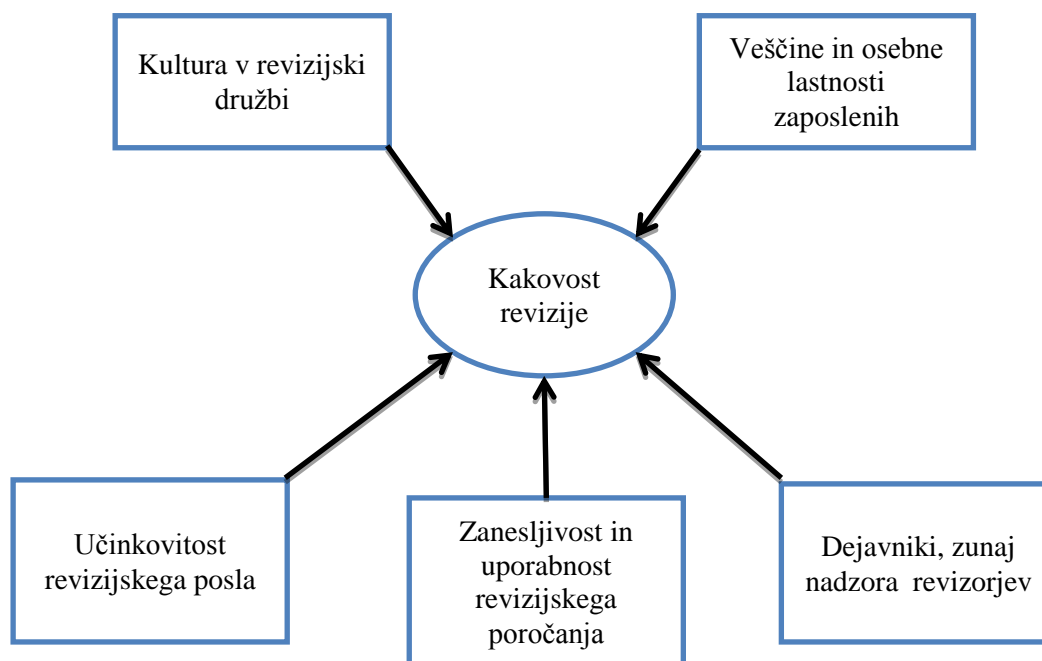 Kultura v revizijski
družbi
Veščine in osebne
lastnosti
zaposlenih
Kakovost
revizije
Učinkovitost
revizijskega posla
Zanesljivost in
uporabnost
revizijskega
poročanja
Dejavniki, zunaj
nadzora revizorjev